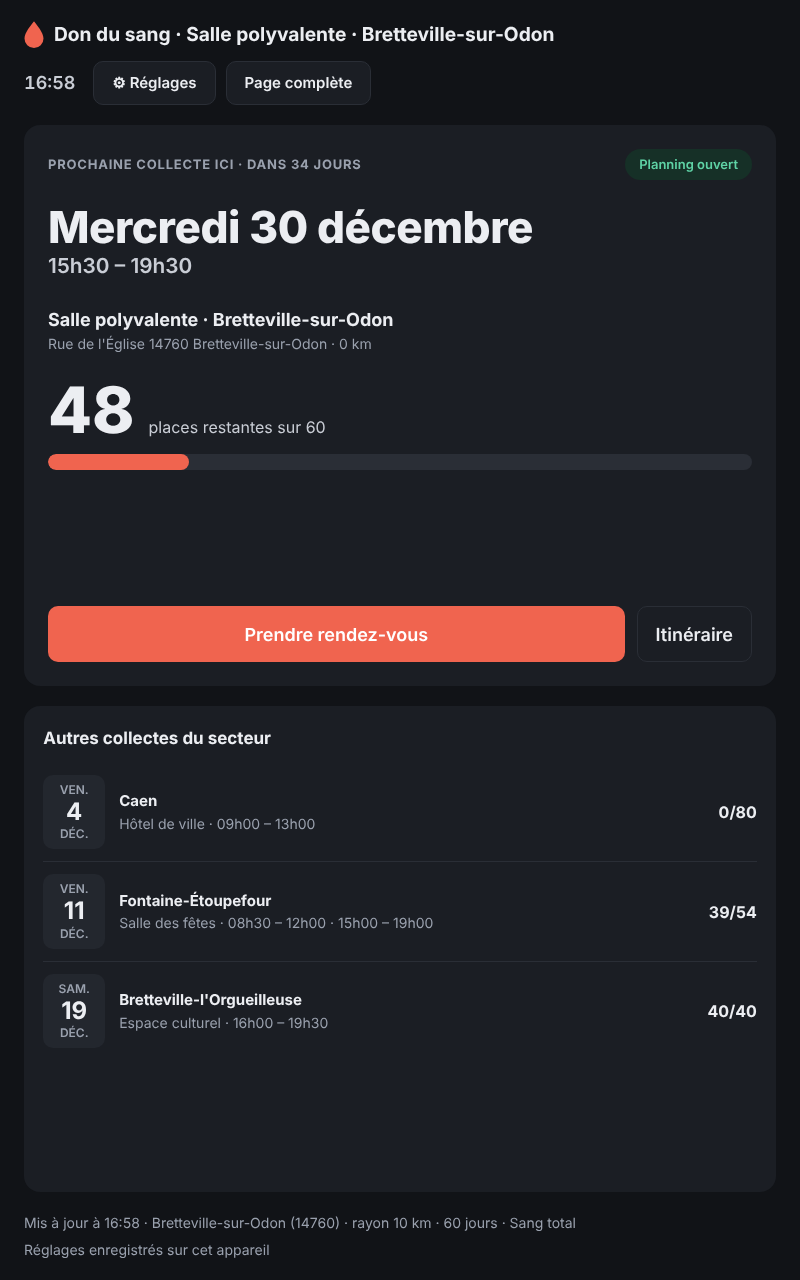 Don du sang · Salle polyvalente · Bretteville-sur-Odon
16:58
⚙ Réglages
Page complète
PROCHAINE COLLECTE ICI · DANS 34 JOURS
Planning ouvert
Mercredi 30 décembre
15h30 – 19h30
Salle polyvalente · Bretteville-sur-Odon
Rue de l'Église 14760 Bretteville-sur-Odon · 0 km
48 places restantes sur 60
Prendre rendez-vous
Itinéraire
Autres collectes du secteur
VEN.
4
DÉC.
Caen
Hôtel de ville · 09h00 – 13h00
0/80
VEN.
11
DÉC.
Fontaine-Étoupefour
Salle des fêtes · 08h30 – 12h00 · 15h00 – 19h00
39/54
SAM.
19
DÉC.
Bretteville-l'Orgueilleuse
Espace culturel · 16h00 – 19h30
40/40
Mis à jour à 16:58 · Bretteville-sur-Odon (14760) · rayon 10 km · 60 jours · Sang total
Réglages enregistrés sur cet appareil